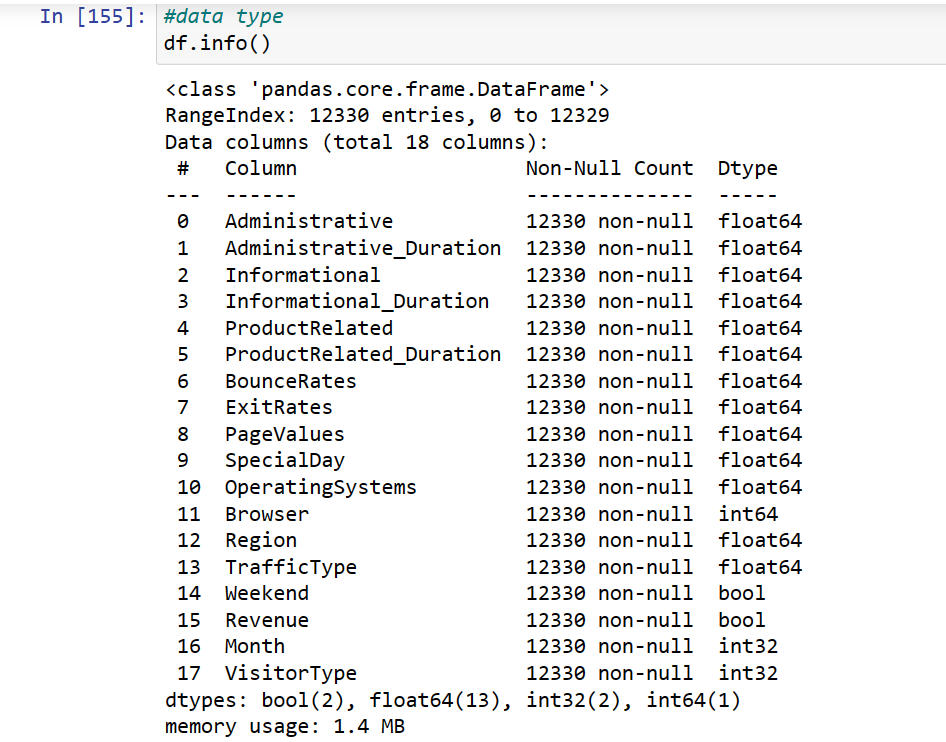 In [155]: #data type
df.info()
<class 'pandas.core.frame.DataFrame'>
RangeIndex: 12330 entries, 0 to 12329
Data columns (total 18 columns):
 #   Column                   Non-Null Count  Dtype
---  ------                   --------------  -----
 0   Administrative           12330 non-null  float64
 1   Administrative_Duration  12330 non-null  float64
 2   Informational            12330 non-null  float64
 3   Informational_Duration   12330 non-null  float64
 4   ProductRelated           12330 non-null  float64
 5   ProductRelated_Duration  12330 non-null  float64
 6   BounceRates              12330 non-null  float64
 7   ExitRates                12330 non-null  float64
 8   PageValues               12330 non-null  float64
 9   SpecialDay               12330 non-null  float64
 10  OperatingSystems         12330 non-null  float64
 11  Browser                  12330 non-null  int64
 12  Region                   12330 non-null  float64
 13  TrafficType              12330 non-null  float64
 14  Weekend                  12330 non-null  bool
 15  Revenue                  12330 non-null  bool
 16  Month                    12330 non-null  int32
 17  VisitorType              12330 non-null  int32
dtypes: bool(2), float64(13), int32(2), int64(1)
memory usage: 1.4 MB